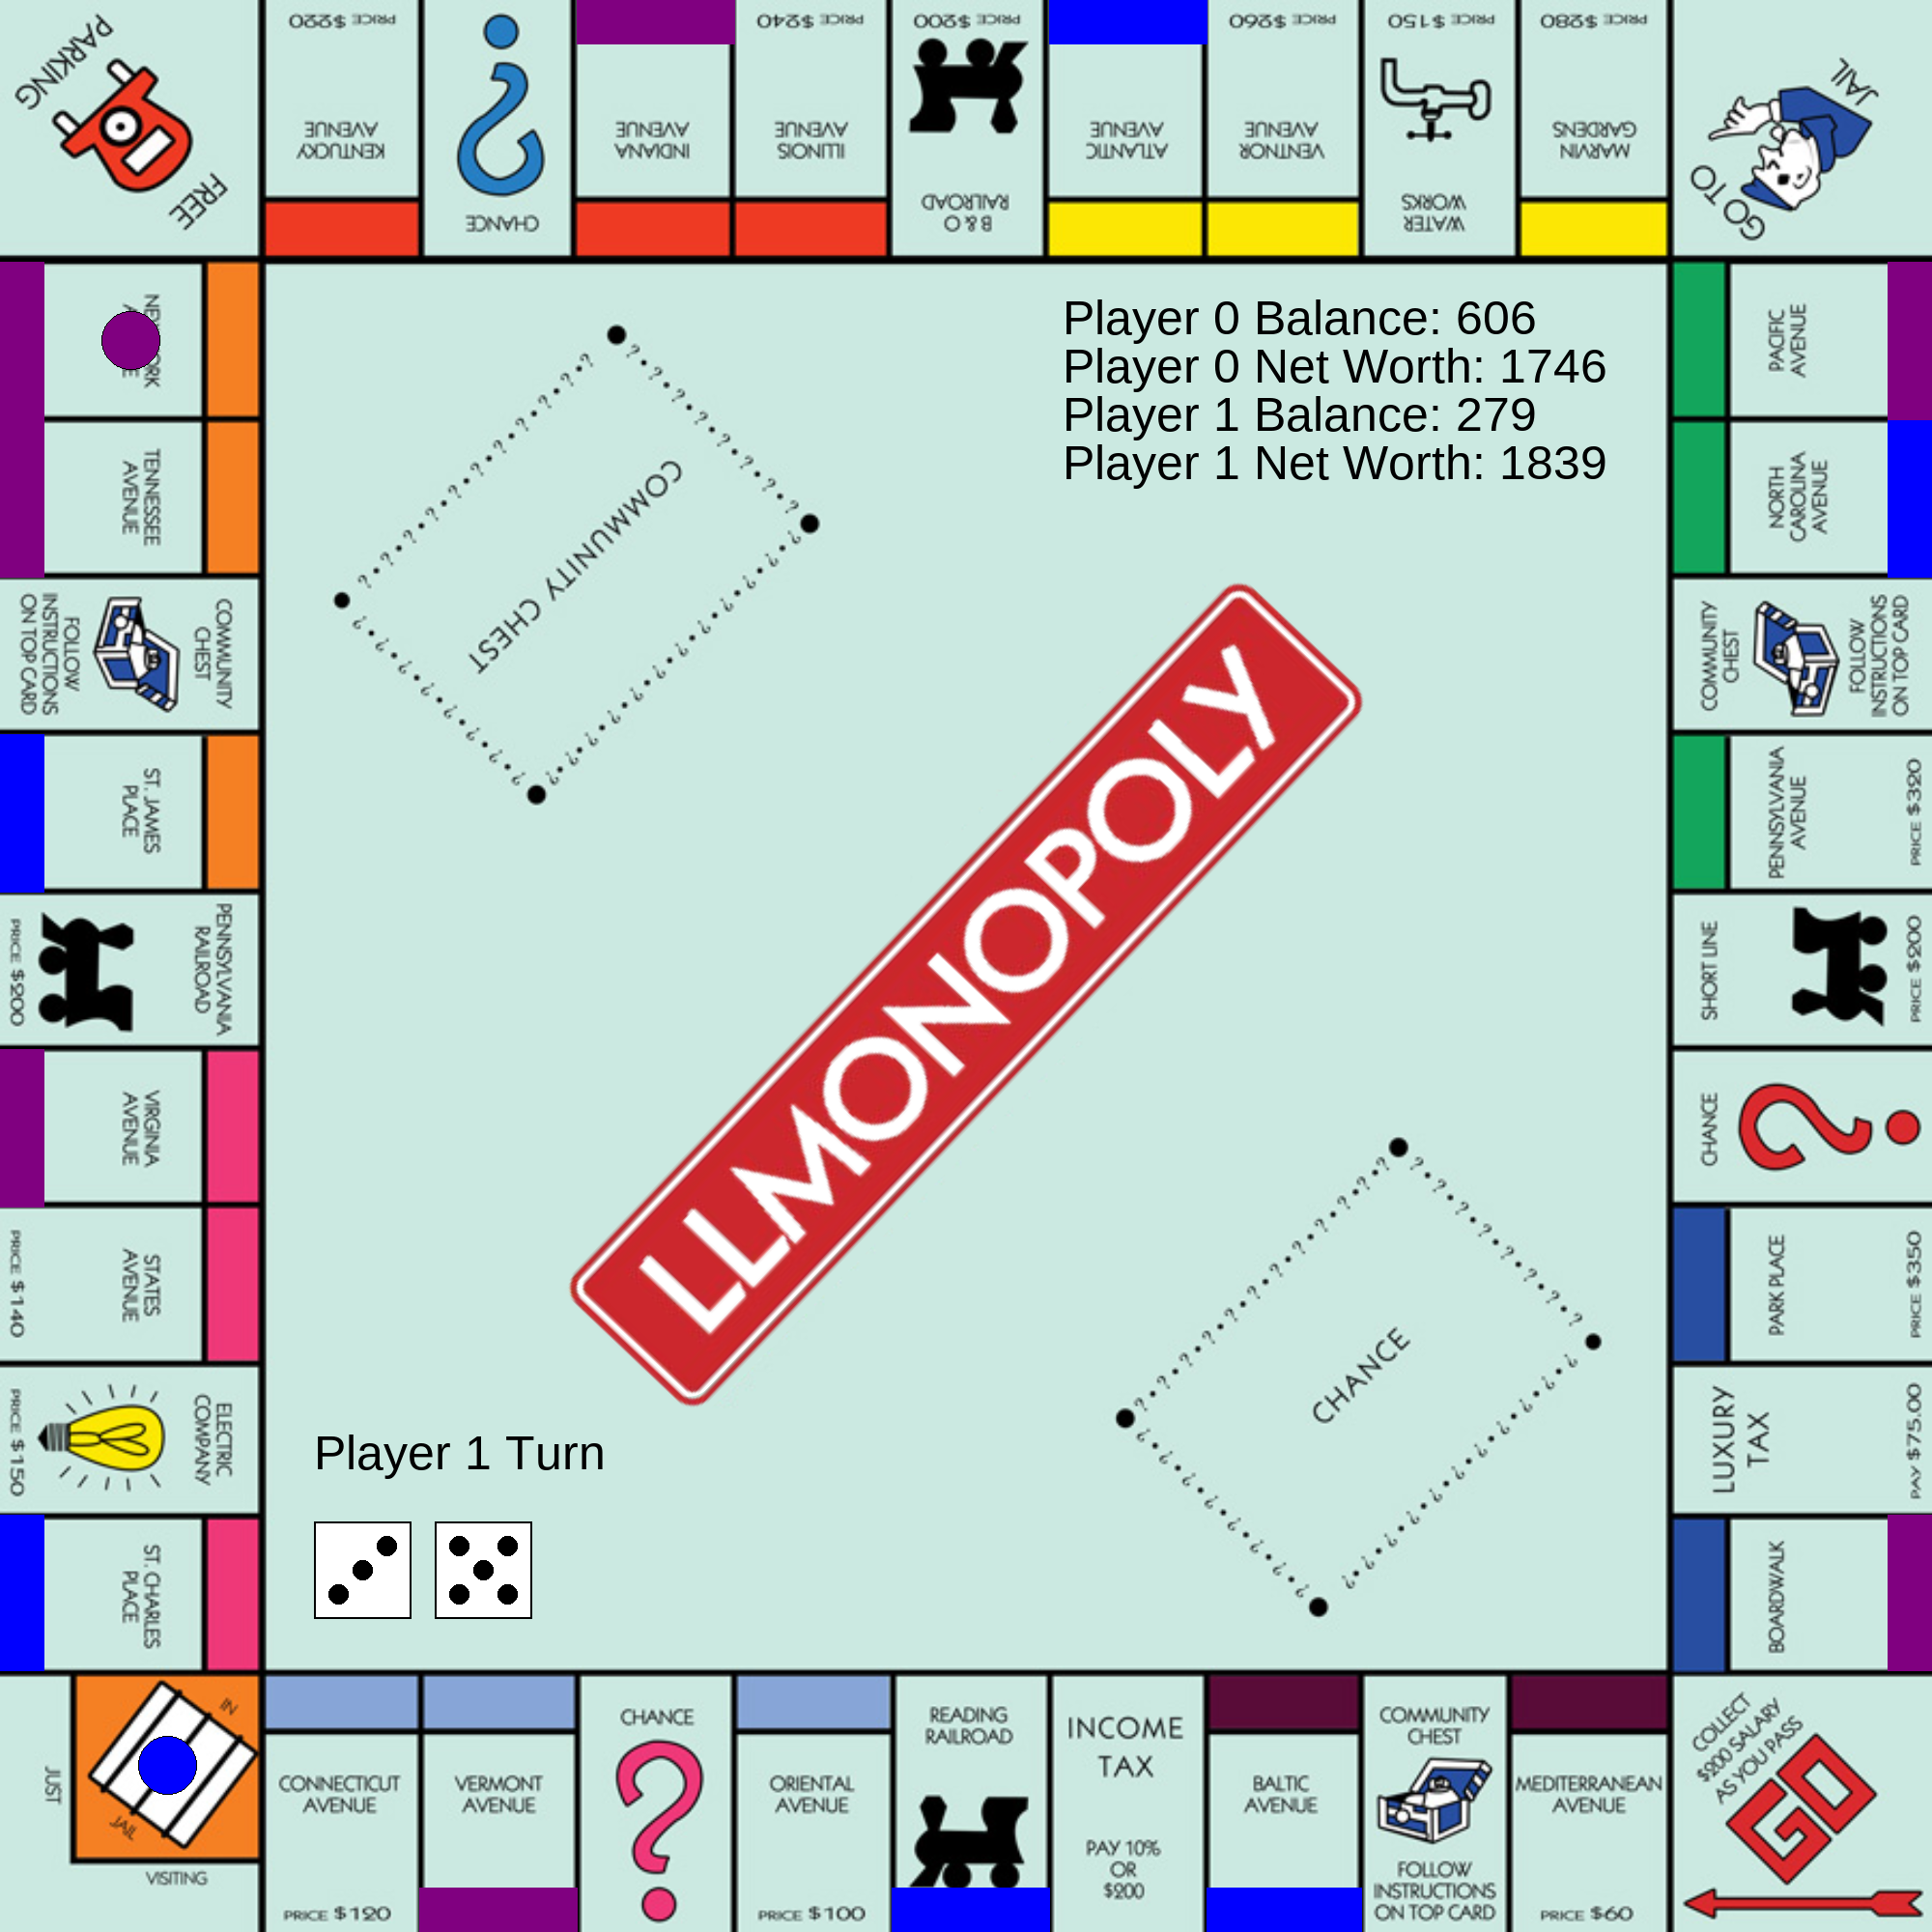 FREE
PARKING
PRICE $220
KENTUCKY
AVENUE
CHANCE
INDIANA
AVENUE
PRICE $240
ILLINOIS
AVENUE
PRICE $200
B & O
RAILROAD
ATLANTIC
AVENUE
PRICE $260
VENTNOR
AVENUE
PRICE $150
WATER
WORKS
PRICE $280
MARVIN
GARDENS
GO TO
JAIL
TENNESSEE
AVENUE
COMMUNITY
CHEST
FOLLOW
INSTRUCTIONS
ON TOP CARD
ST. JAMES
PLACE
PENNSYLVANIA
RAILROAD
PRICE $200
VIRGINIA
AVENUE
STATES
AVENUE
PRICE $140
ELECTRIC
COMPANY
PRICE $150
ST. CHARLES
PLACE
Player 0 Balance: 606
Player 0 Net Worth: 1746
Player 1 Balance: 279
Player 1 Net Worth: 1839
COMMUNITY CHEST
LLMONOPOLY
CHANCE
Player 1 Turn
PACIFIC
AVENUE
NORTH
CAROLINA
AVENUE
COMMUNITY
CHEST
FOLLOW
INSTRUCTIONS
ON TOP CARD
PENNSYLVANIA
AVENUE
PRICE $320
SHORT LINE
PRICE $200
CHANCE
PARK PLACE
PRICE $350
LUXURY
TAX
PAY $75.00
BOARDWALK
JUST
VISITING
IN
JAIL
CONNECTICUT
AVENUE
PRICE $120
VERMONT
AVENUE
CHANCE
ORIENTAL
AVENUE
PRICE $100
READING
RAILROAD
INCOME
TAX
PAY 10%
OR
$200
BALTIC
AVENUE
COMMUNITY
CHEST
FOLLOW
INSTRUCTIONS
ON TOP CARD
MEDITERRANEAN
AVENUE
PRICE $60
COLLECT
$200 SALARY
AS YOU PASS
GO